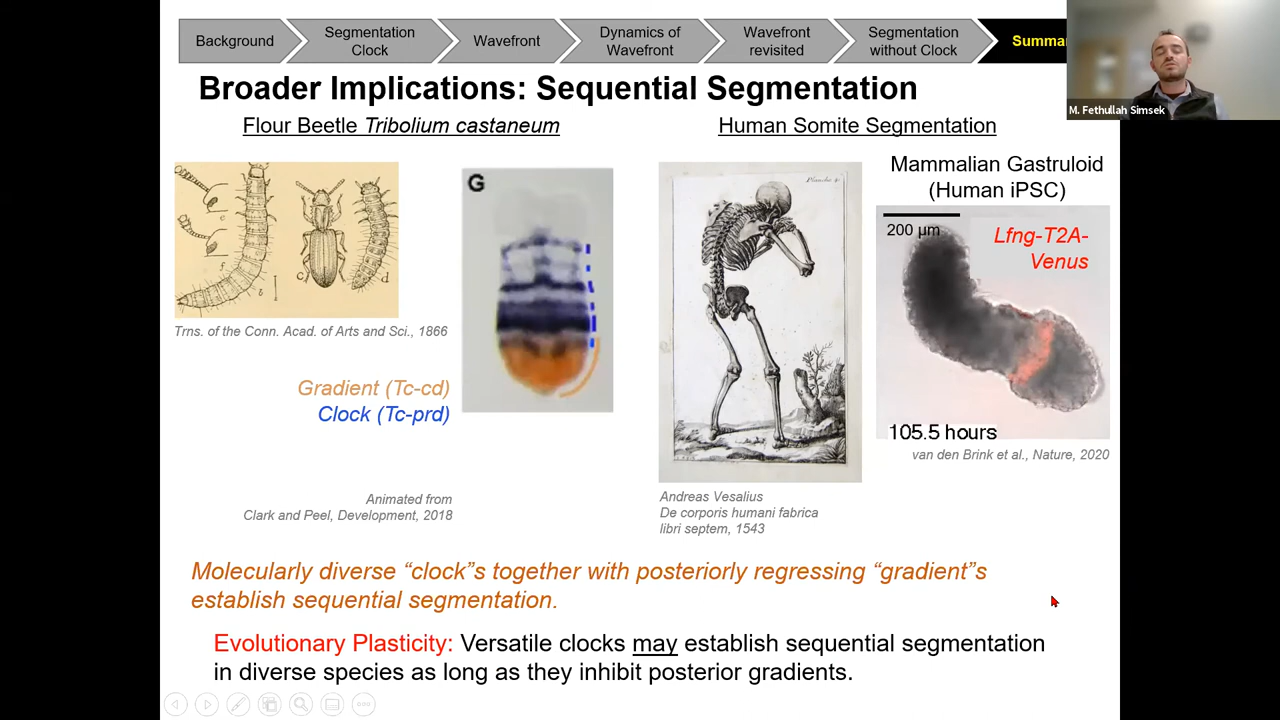 Background
Segmentation
Clock
Wavefront
Dynamics of
Wavefront
Wavefront
revisited
Segmentation
without Clock
Summa
M. Fethullah Simsek
Broader Implications: Sequential Segmentation
Flour Beetle Tribolium castaneum
Human Somite Segmentation
G
Mammalian Gastruloid
(Human iPSC)
200 μm
Lfng-T2A-
Venus
Trns. of the Conn. Acad. of Arts and Sci., 1866
Gradient (Tc-cd)
Clock (Tc-prd)
105.5 hours
van den Brink et al., Nature, 2020
Animated from
Clark and Peel, Development, 2018
Andreas Vesalius
De corporis humani fabrica
libri septem, 1543
Molecularly diverse “clock”s together with posteriorly regressing “gradient”s
establish sequential segmentation.
Evolutionary Plasticity: Versatile clocks may establish sequential segmentation
in diverse species as long as they inhibit posterior gradients.